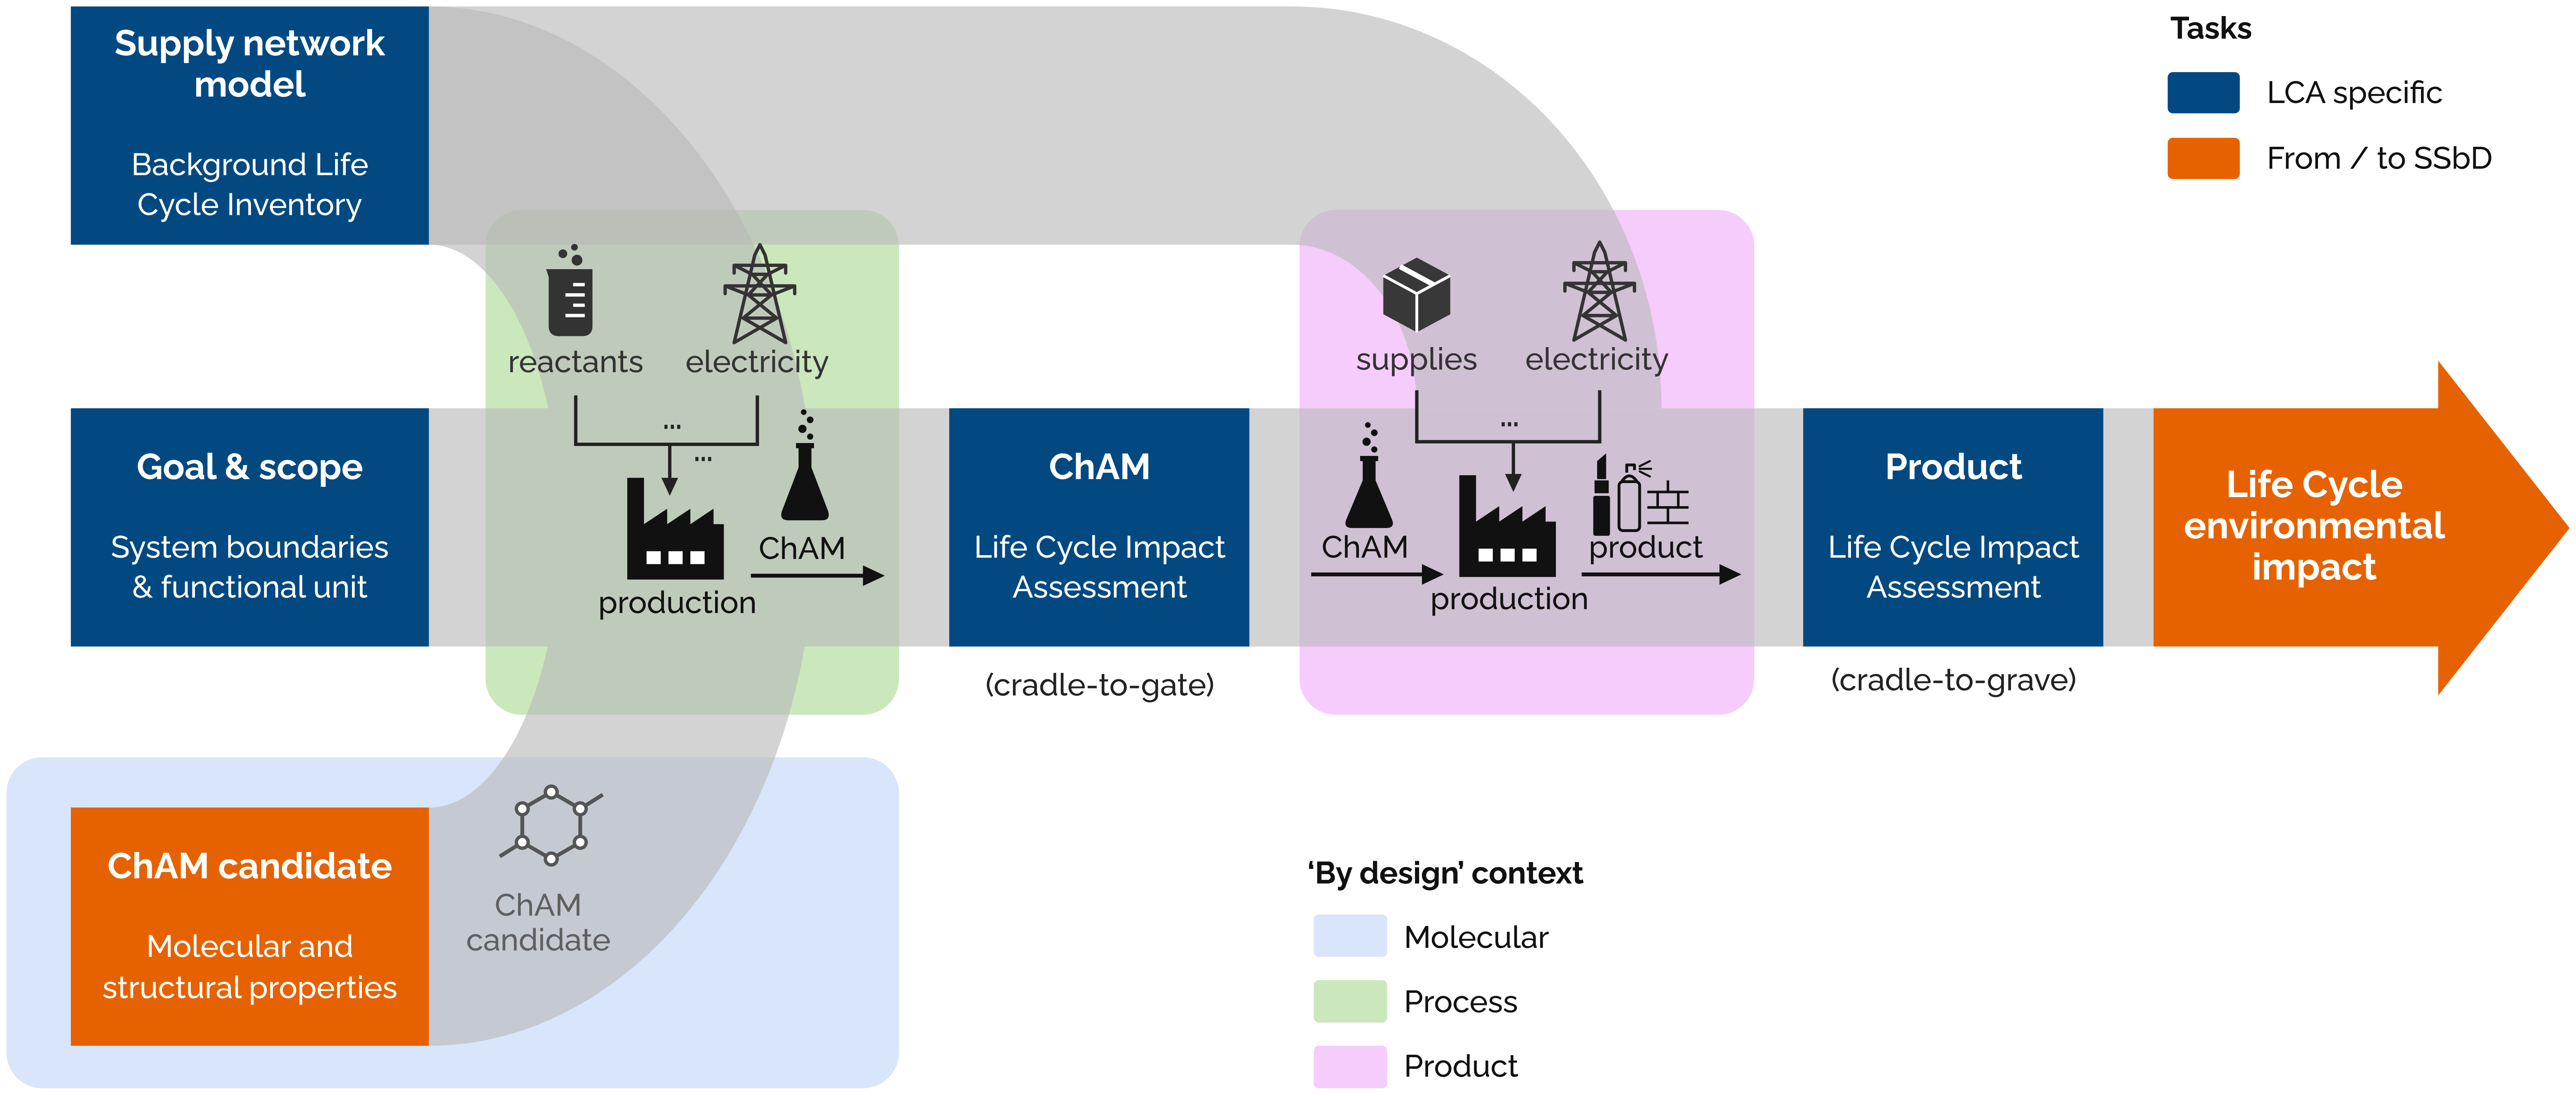 Supply network
model
Background Life
Cycle Inventory
Tasks
LCA specific
From / to SSbD
reactants
electricity
...
...
production
ChAM
supplies
electricity
...
ChAM
production
product
Goal & scope
System boundaries
& functional unit
ChAM
Life Cycle Impact
Assessment
(cradle-to-gate)
Product
Life Cycle Impact
Assessment
(cradle-to-grave)
Life Cycle
environmental
impact
ChAM candidate
Molecular and
structural properties
ChAM
candidate
‘By design’ context
Molecular
Process
Product